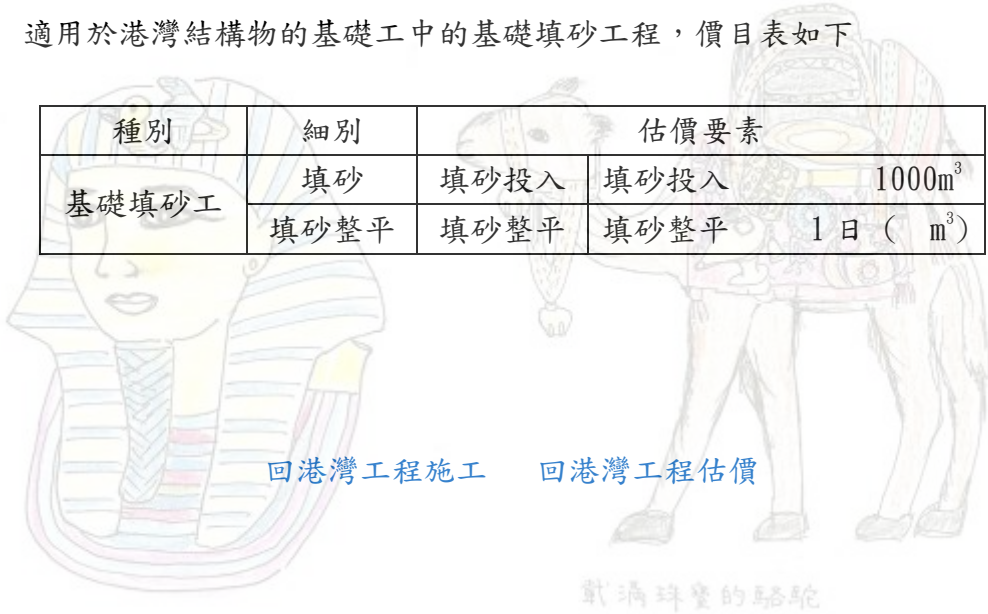 適用於港灣結構物的基礎工中的基礎填砂工程，價目表如下
種別 細別 估價要素
基礎填砂工 填砂 填砂投入 填砂投入 1000m³
填砂整平 填砂整平 填砂整平 1日( m³)
回港灣工程施工 回港灣工程估價
戴滿珠寶的駱駝